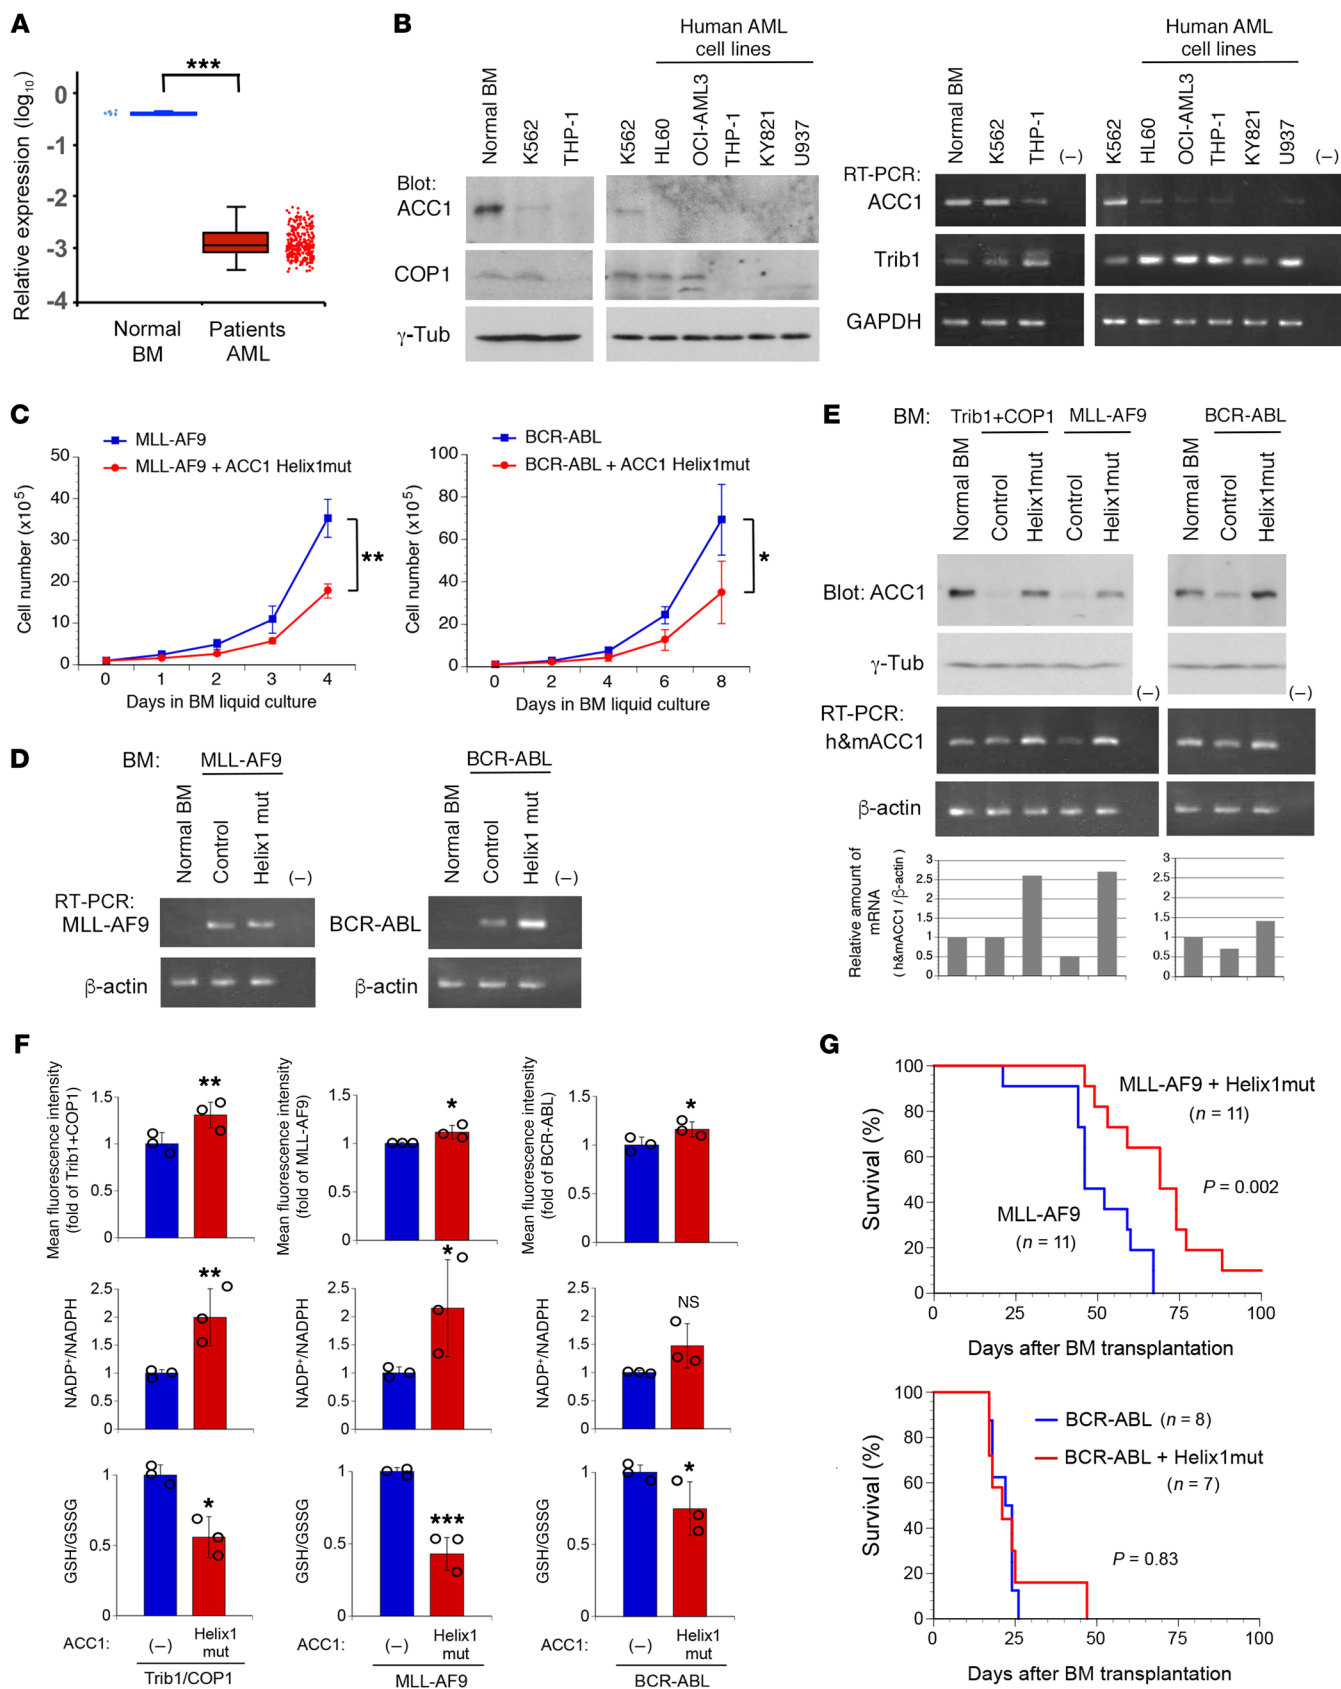 A
Relative expression (log10)
0
-1
-2
-3
-4
***
Normal
BM
Patients
AML
B
Human AML
cell lines
Normal BM
K562
THP-1
K562
HL60
OCI-AML3
THP-1
KY821
U937
Blot:
ACC1
COP1
γ-Tub
Human AML
cell lines
Normal BM
K562
THP-1
(–)
K562
HL60
OCI-AML3
THP-1
KY821
U937
(–)
RT-PCR:
ACC1
Trib1
GAPDH
C
MLL-AF9
MLL-AF9 + ACC1 Helix1mut
Cell number (x10⁵)
50
40
30
20
10
0
**
0 1 2 3 4
Days in BM liquid culture
BCR-ABL
BCR-ABL + ACC1 Helix1mut
Cell number (x10⁵)
100
80
60
40
20
0
*
0 2 4 6 8
Days in BM liquid culture
D
BM:
MLL-AF9
Normal BM
Control
Helix1 mut
(–)
RT-PCR:
MLL-AF9
β-actin
BCR-ABL
Normal BM
Control
Helix1 mut
(–)
BCR-ABL
β-actin
E
BM:
Trib1+COP1
MLL-AF9
BCR-ABL
Normal BM
Control
Helix1mut
Control
Helix1mut
Normal BM
Control
Helix1mut
Blot: ACC1
γ-Tub
(–)
(–)
RT-PCR:
h&mACC1
β-actin
Relative amount of
mRNA
( h&mACC1 / β-actin )
3
2.5
2
1.5
1
0.5
0
3
2.5
2
1.5
1
0.5
0
F
Mean fluorescence intensity
(fold of Trib1+COP1)
1.5
1
0.5
0
**
Mean fluorescence intensity
(fold of MLL-AF9)
1.5
1
0.5
0
*
Mean fluorescence intensity
(fold of BCR-ABL)
1.5
1
0.5
0
*
NADP⁺/NADPH
2.5
2
1.5
1
0.5
0
**
NADP⁺/NADPH
2.5
2
1.5
1
0.5
0
*
NADP⁺/NADPH
2.5
2
1.5
1
0.5
0
NS
GSH/GSSG
1
0.5
0
*
GSH/GSSG
1
0.5
0
***
GSH/GSSG
1
0.5
0
*
ACC1:
(–)
Helix1
mut
Trib1/COP1
ACC1:
(–)
Helix1
mut
MLL-AF9
ACC1:
(–)
Helix1
mut
BCR-ABL
G
Survival (%)
100
80
60
40
20
0
MLL-AF9 + Helix1mut
(n = 11)
P = 0.002
MLL-AF9
(n = 11)
0 25 50 75 100
Days after BM transplantation
Survival (%)
100
80
60
40
20
0
BCR-ABL (n = 8)
BCR-ABL + Helix1mut
(n = 7)
P = 0.83
0 25 50 75 100
Days after BM transplantation